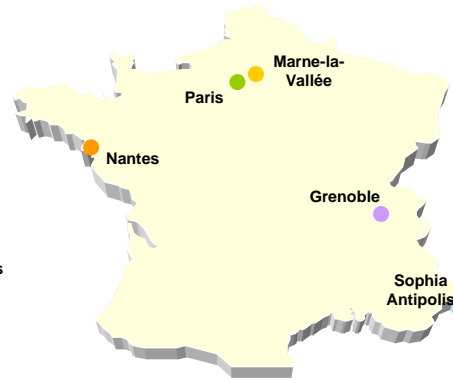 Marne-la-
Vallée
Paris
Nantes
Grenoble
s
Sophia
Antipolis